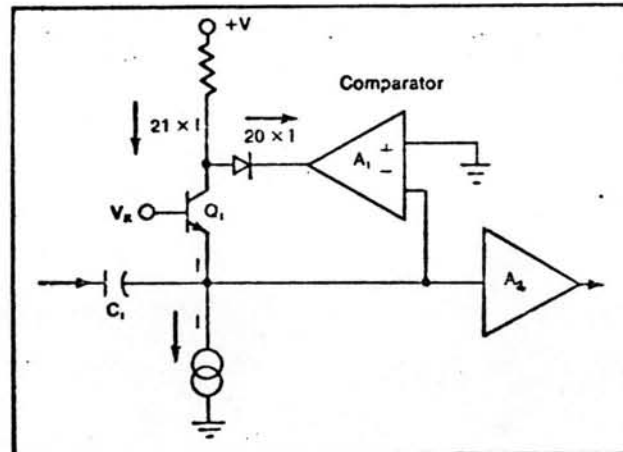 +V
Comparator
21 × I
20 × I
A₁
+
−
Q₁
V_R
I
C₁
I
A₂